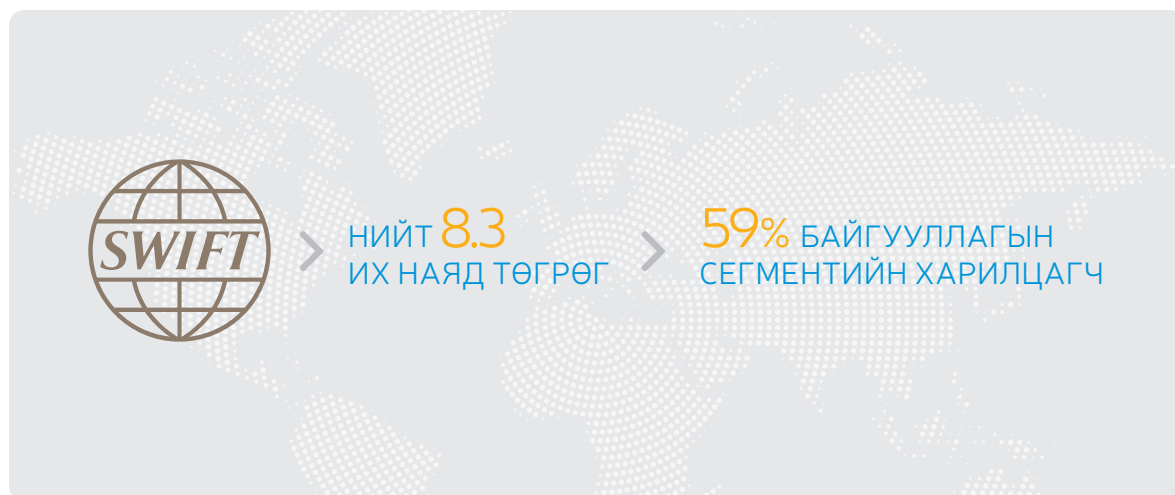 SWIFT
НИЙТ 8.3
ИХ НАЯД ТӨГРӨГ
59% БАЙГУУЛЛАГЫН
СЕГМЕНТИЙН ХАРИЛЦАГЧ